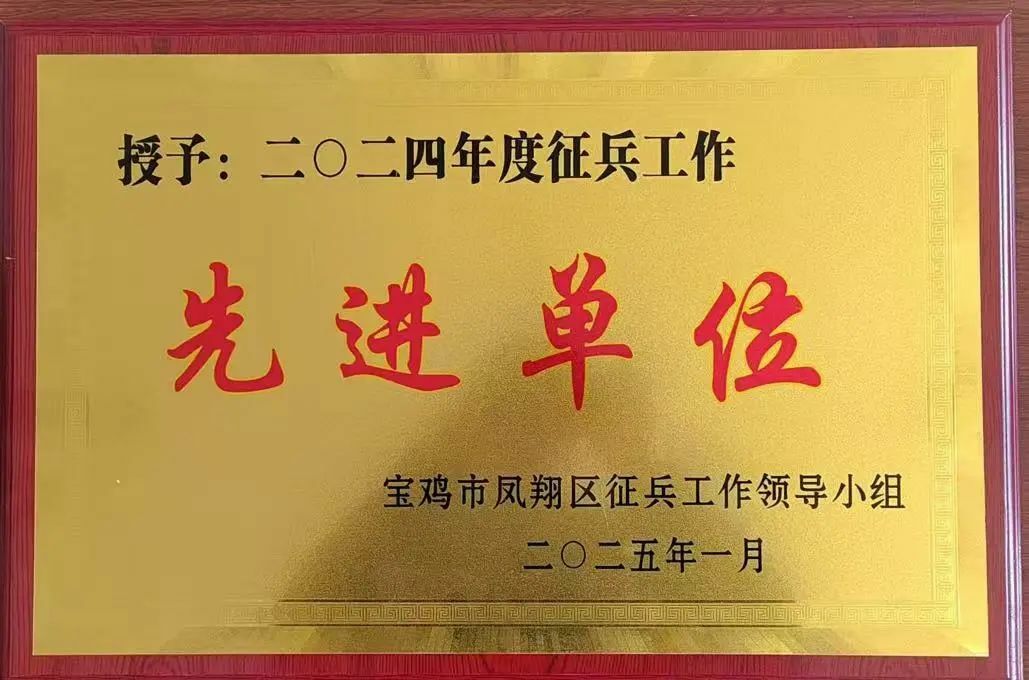 授予：二〇二四年度征兵工作
先进单位
宝鸡市凤翔区征兵工作领导小组
二〇二五年一月